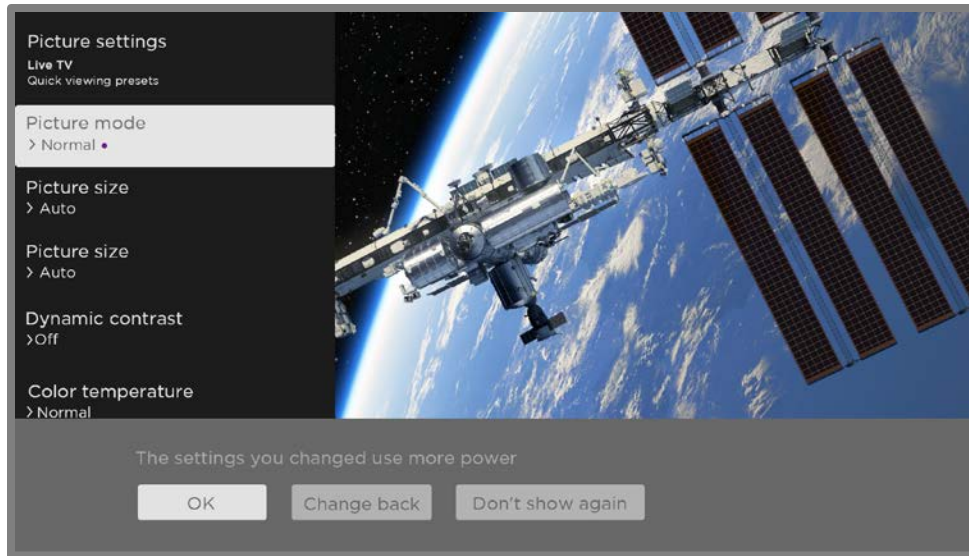 Picture settings
Live TV
Quick viewing presets
Picture mode
> Normal •
Picture size
> Auto
Picture size
> Auto
Dynamic contrast
>Off
Color temperature
> Normal
The settings you changed use more power
OK
Change back
Don't show again